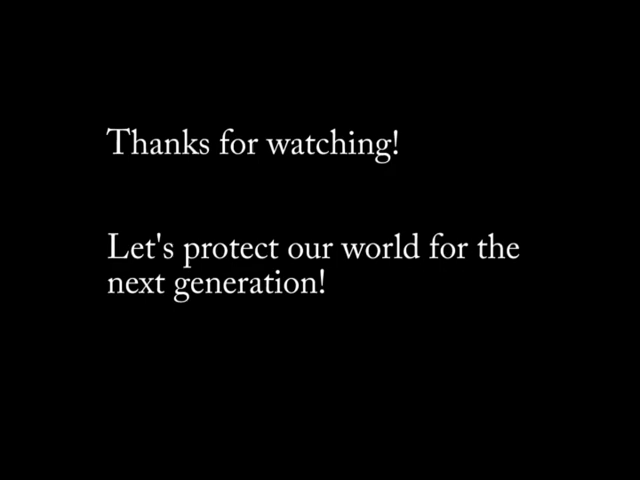 Thanks for watching!
Let's protect our world for the
next generation!